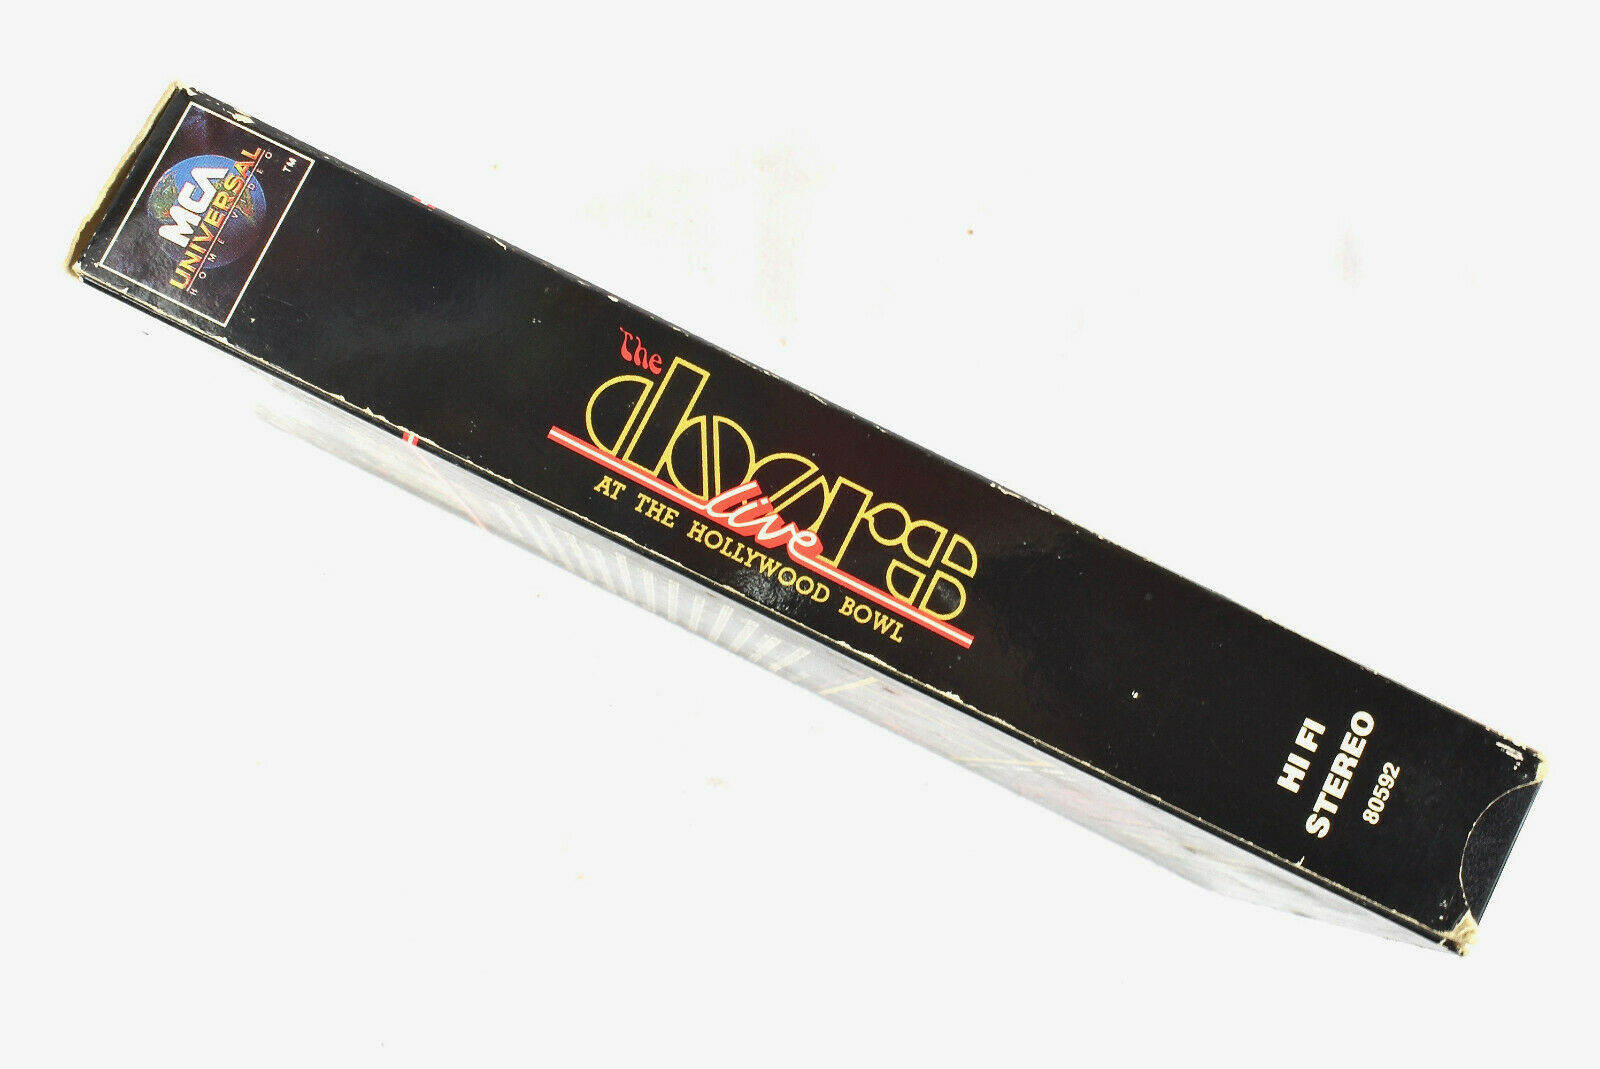 MCA
UNIVERSAL
HOME VIDEO
TM
The
doors
live
AT THE HOLLYWOOD BOWL
HI FI
STEREO
80592